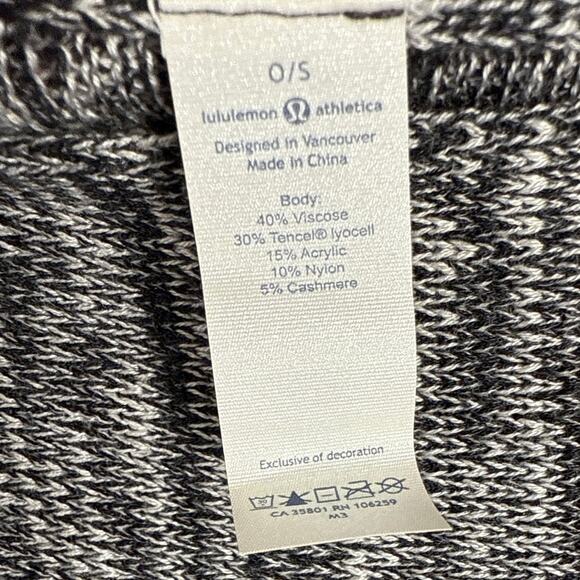 O/S
lululemon athletica
Designed in Vancouver
Made in China
Body:
40% Viscose
30% Tencel® lyocell
15% Acrylic
10% Nylon
5% Cashmere
Exclusive of decoration
CA 35801 RN 106259
M3